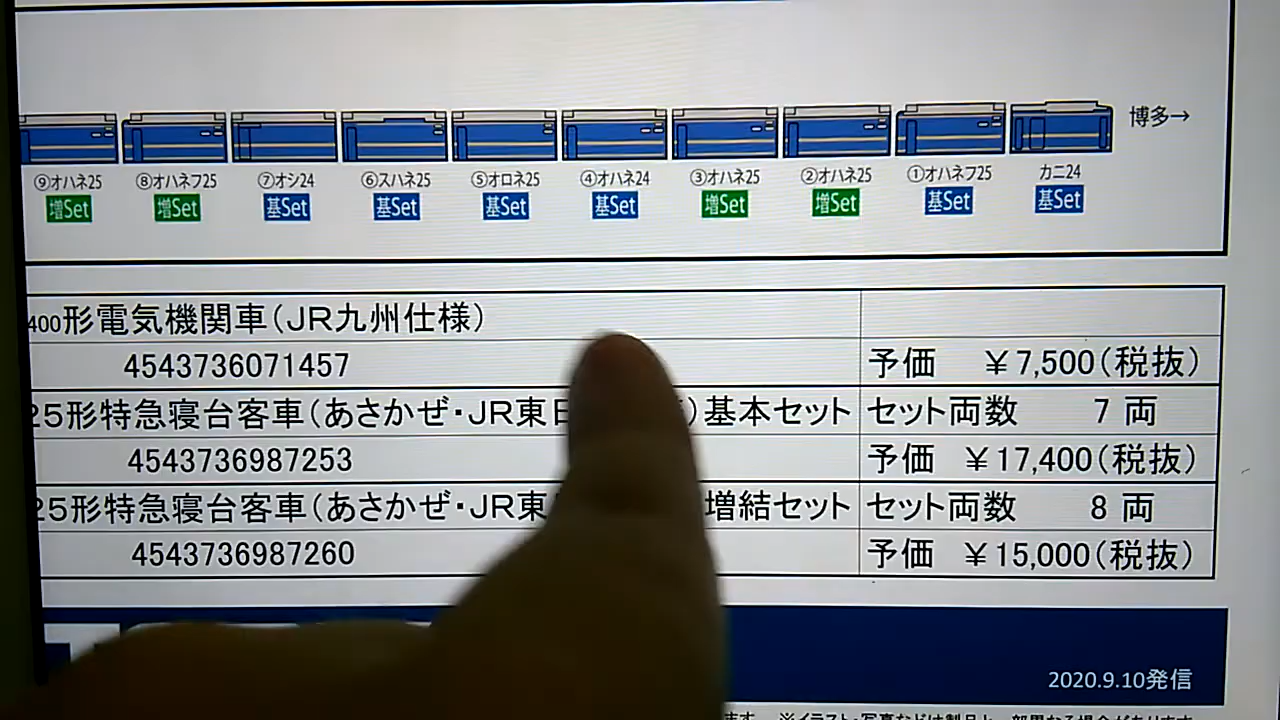 博多→
⑨オハネ25 ⑧オハネフ25 ⑦オシ24 ⑥スハネ25 ⑤オロネ25 ④オハネ24 ③オハネ25 ②オハネ25 ①オハネフ25 カニ24
増Set 増Set 基Set 基Set 基Set 基Set 増Set 増Set 基Set 基Set
400形電気機関車(JR九州仕様)
4543736071457 予価 ¥7,500(税抜)
25形特急寝台客車(あさかぜ・JR東 )基本セット セット両数 7 両
4543736987253 予価 ¥17,400(税抜)
25形特急寝台客車(あさかぜ・JR東 増結セット セット両数 8 両
4543736987260 予価 ¥15,000(税抜)
2020.9.10発信